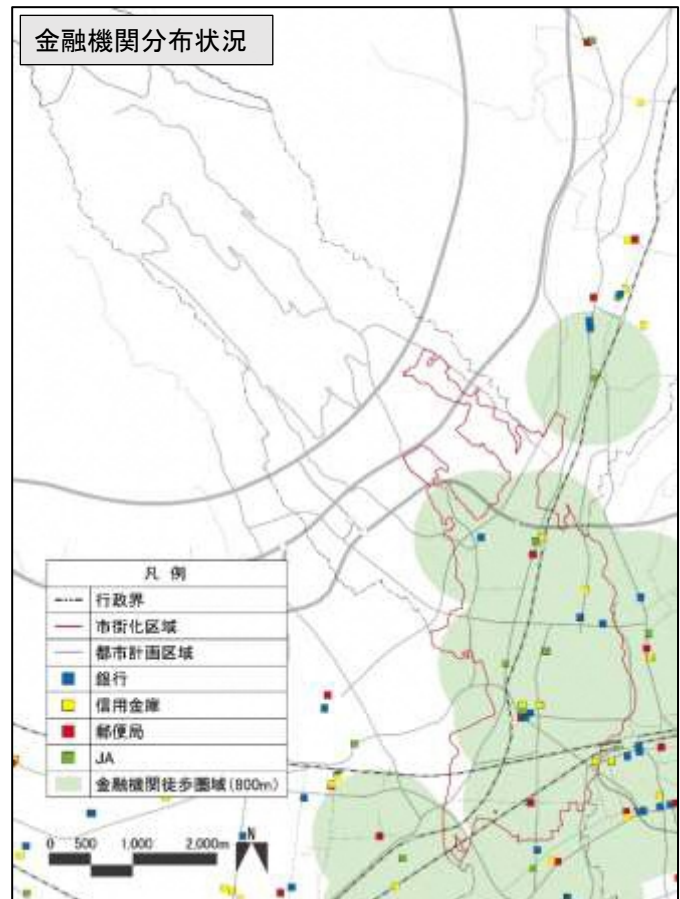 金融機関分布状況
凡 例
行政界
市街化区域
都市計画区域
銀行
信用金庫
郵便局
JA
金融機関徒歩圏域(800m)
0 500 1,000 2,000m
N